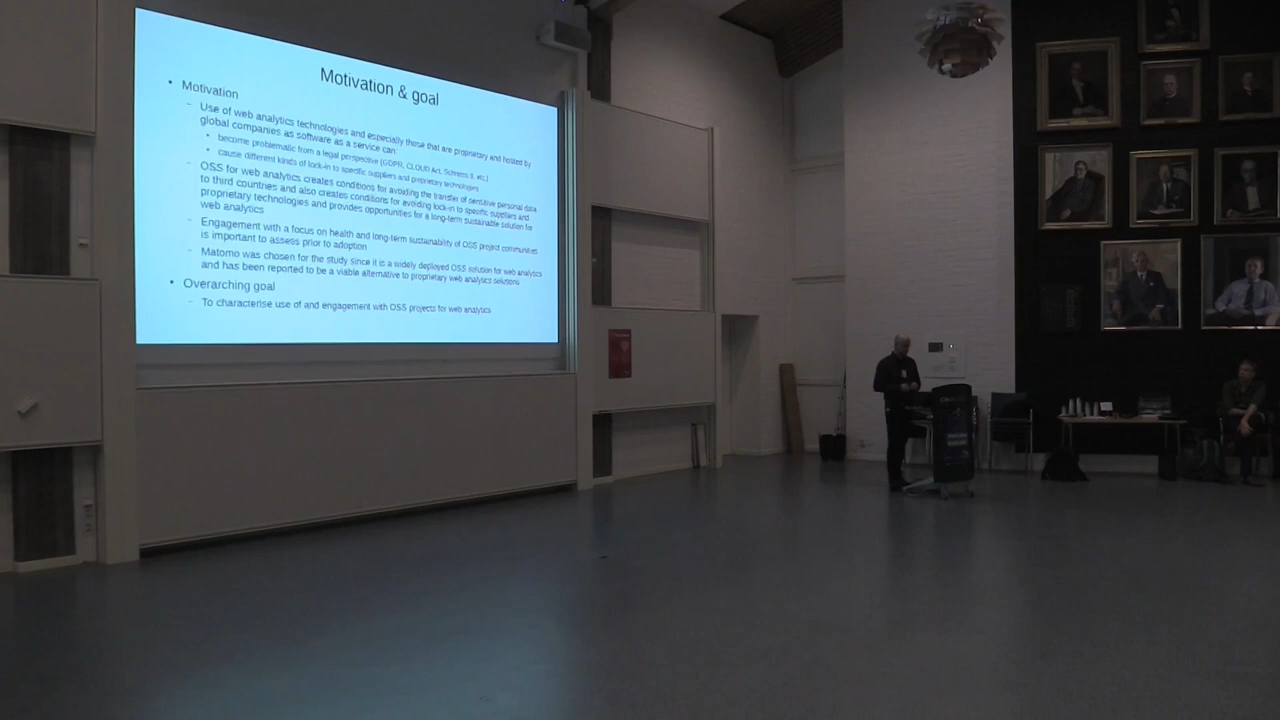 Motivation & goal
• Motivation
– Use of web analytics technologies and especially those that are proprietary and hosted by
global companies as software as a service can:
• become problematic from a legal perspective (GDPR, CLOUD Act, Schrems II, etc.)
• cause different kinds of lock-in to specific suppliers and proprietary technologies
– OSS for web analytics creates conditions for avoiding the transfer of sensitive personal data
to third countries and also creates conditions for avoiding lock-in to specific suppliers and
proprietary technologies and provides opportunities for a long-term sustainable solution for
web analytics
– Engagement with a focus on health and long-term sustainability of OSS project communities
is important to assess prior to adoption
– Matomo was chosen for the study since it is a widely deployed OSS solution for web analytics
and has been reported to be a viable alternative to proprietary web analytics solutions
• Overarching goal
– To characterise use of and engagement with OSS projects for web analytics